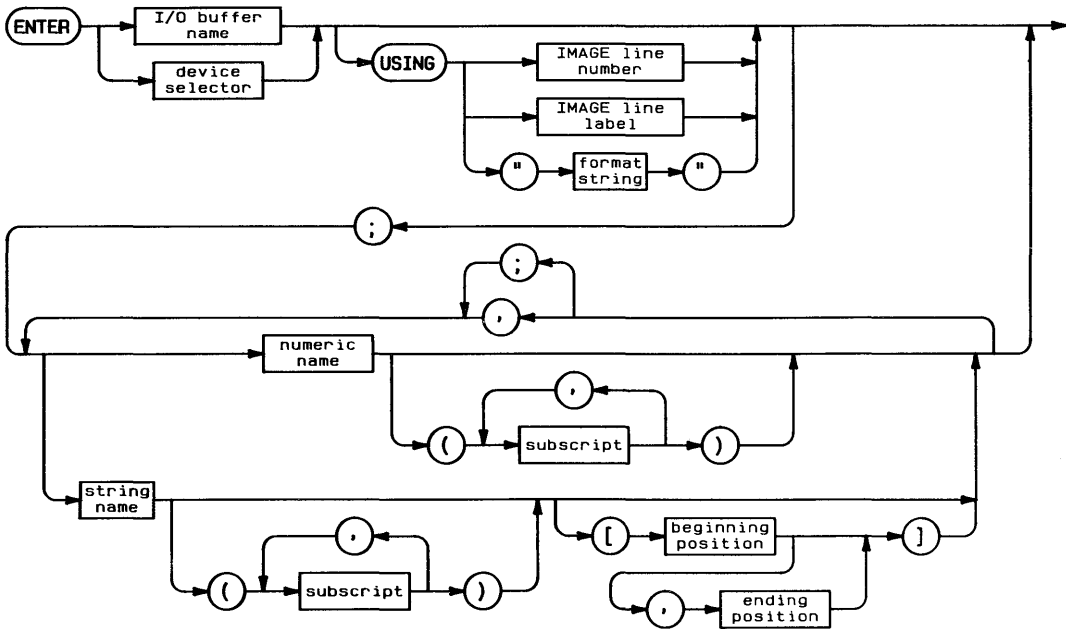 ENTER
I/O buffer
name
device
selector
USING
IMAGE line
number
IMAGE line
label
"
format
string
"
;
;
,
numeric
name
(
,
subscript
)
string
name
(
,
subscript
)
[
beginning
position
,
ending
position
]